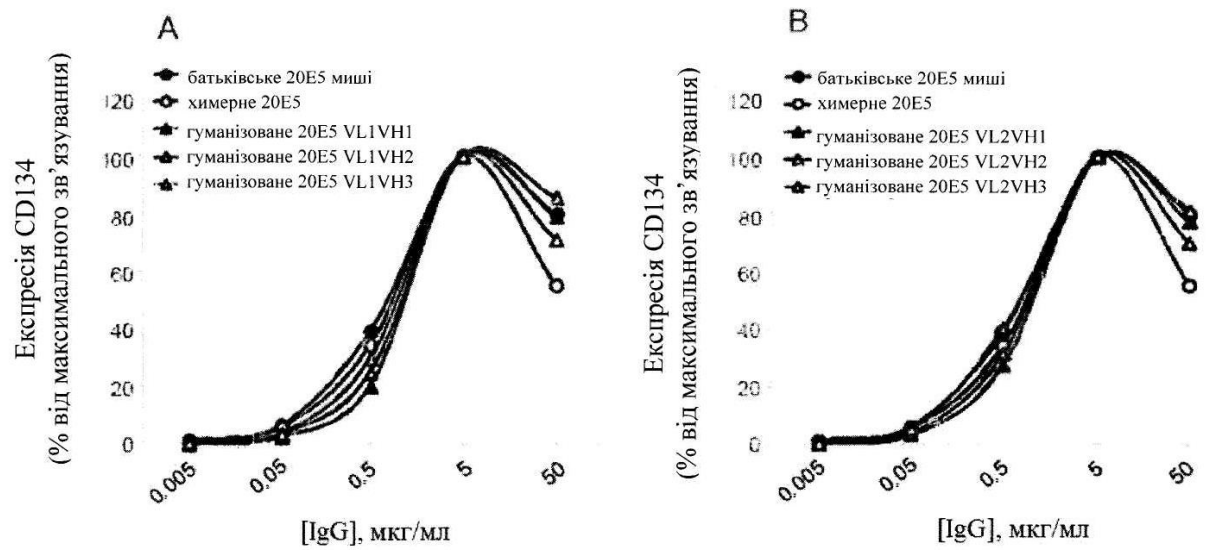 A
Експресія CD134
(% від максимального зв’язування)
батьківське 20E5 миші
химерне 20E5
гуманізоване 20E5 VL1VH1
гуманізоване 20E5 VL1VH2
гуманізоване 20E5 VL1VH3
120
100
80
60
40
20
0
0,005
0,05
0,5
5
50
[IgG], мкг/мл
B
Експресія CD134
(% від максимального зв’язування)
батьківське 20E5 миші
химерне 20E5
гуманізоване 20E5 VL2VH1
гуманізоване 20E5 VL2VH2
гуманізоване 20E5 VL2VH3
120
100
80
60
40
20
0
0,005
0,05
0,5
5
50
[IgG], мкг/мл